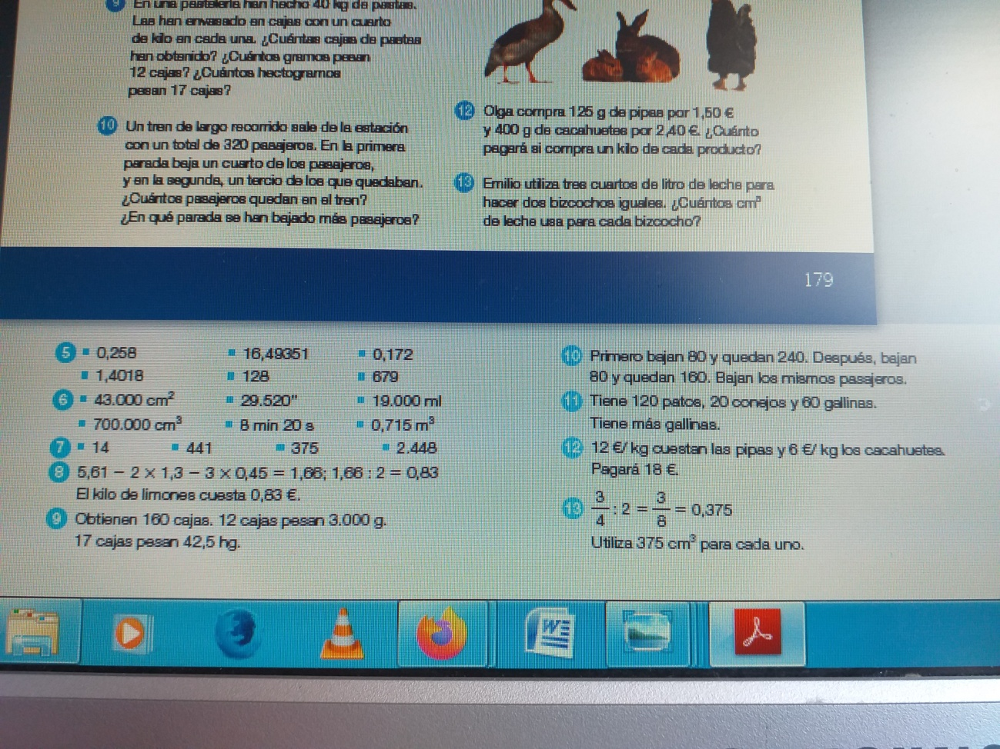 9 En una pastelería han hecho 40 kg de pastas.
Las han envasado en cajas con un cuarto
de kilo en cada una. ¿Cuántas cajas de pastas
han obtenido? ¿Cuántos gramos pesan
12 cajas? ¿Cuántos hectogramos
pesan 17 cajas?
10 Un tren de largo recorrido sale de la estación
con un total de 320 pasajeros. En la primera
parada baja un cuarto de los pasajeros,
y en la segunda, un tercio de los que quedaban.
¿Cuántos pasajeros quedan en el tren?
¿En qué parada se han bajado más pasajeros?
12 Olga compra 125 g de pipas por 1,50 €
y 400 g de cacahuetes por 2,40 €. ¿Cuánto
pagará si compra un kilo de cada producto?
13 Emilio utiliza tres cuartos de litro de leche para
hacer dos bizcochos iguales. ¿Cuántos cm³
de leche usa para cada bizcocho?
179
5 ▪ 0,258 ▪ 16,49351 ▪ 0,172
▪ 1,4018 ▪ 128 ▪ 679
6 ▪ 43.000 cm² ▪ 29.520" ▪ 19.000 ml
▪ 700.000 cm³ ▪ 8 min 20 s ▪ 0,715 m³
7 ▪ 14 ▪ 441 ▪ 375 ▪ 2.448
8 5,61 − 2 × 1,3 − 3 × 0,45 = 1,66; 1,66 : 2 = 0,83
El kilo de limones cuesta 0,83 €.
9 Obtienen 160 cajas. 12 cajas pesan 3.000 g.
17 cajas pesan 42,5 hg.
10 Primero bajan 80 y quedan 240. Después, bajan
80 y quedan 160. Bajan los mismos pasajeros.
11 Tiene 120 patos, 20 conejos y 60 gallinas.
Tiene más gallinas.
12 12 €/ kg cuestan las pipas y 6 €/ kg los cacahuetes.
Pagará 18 €.
13 3/4 : 2 = 3/8 = 0,375
Utiliza 375 cm³ para cada uno.
W